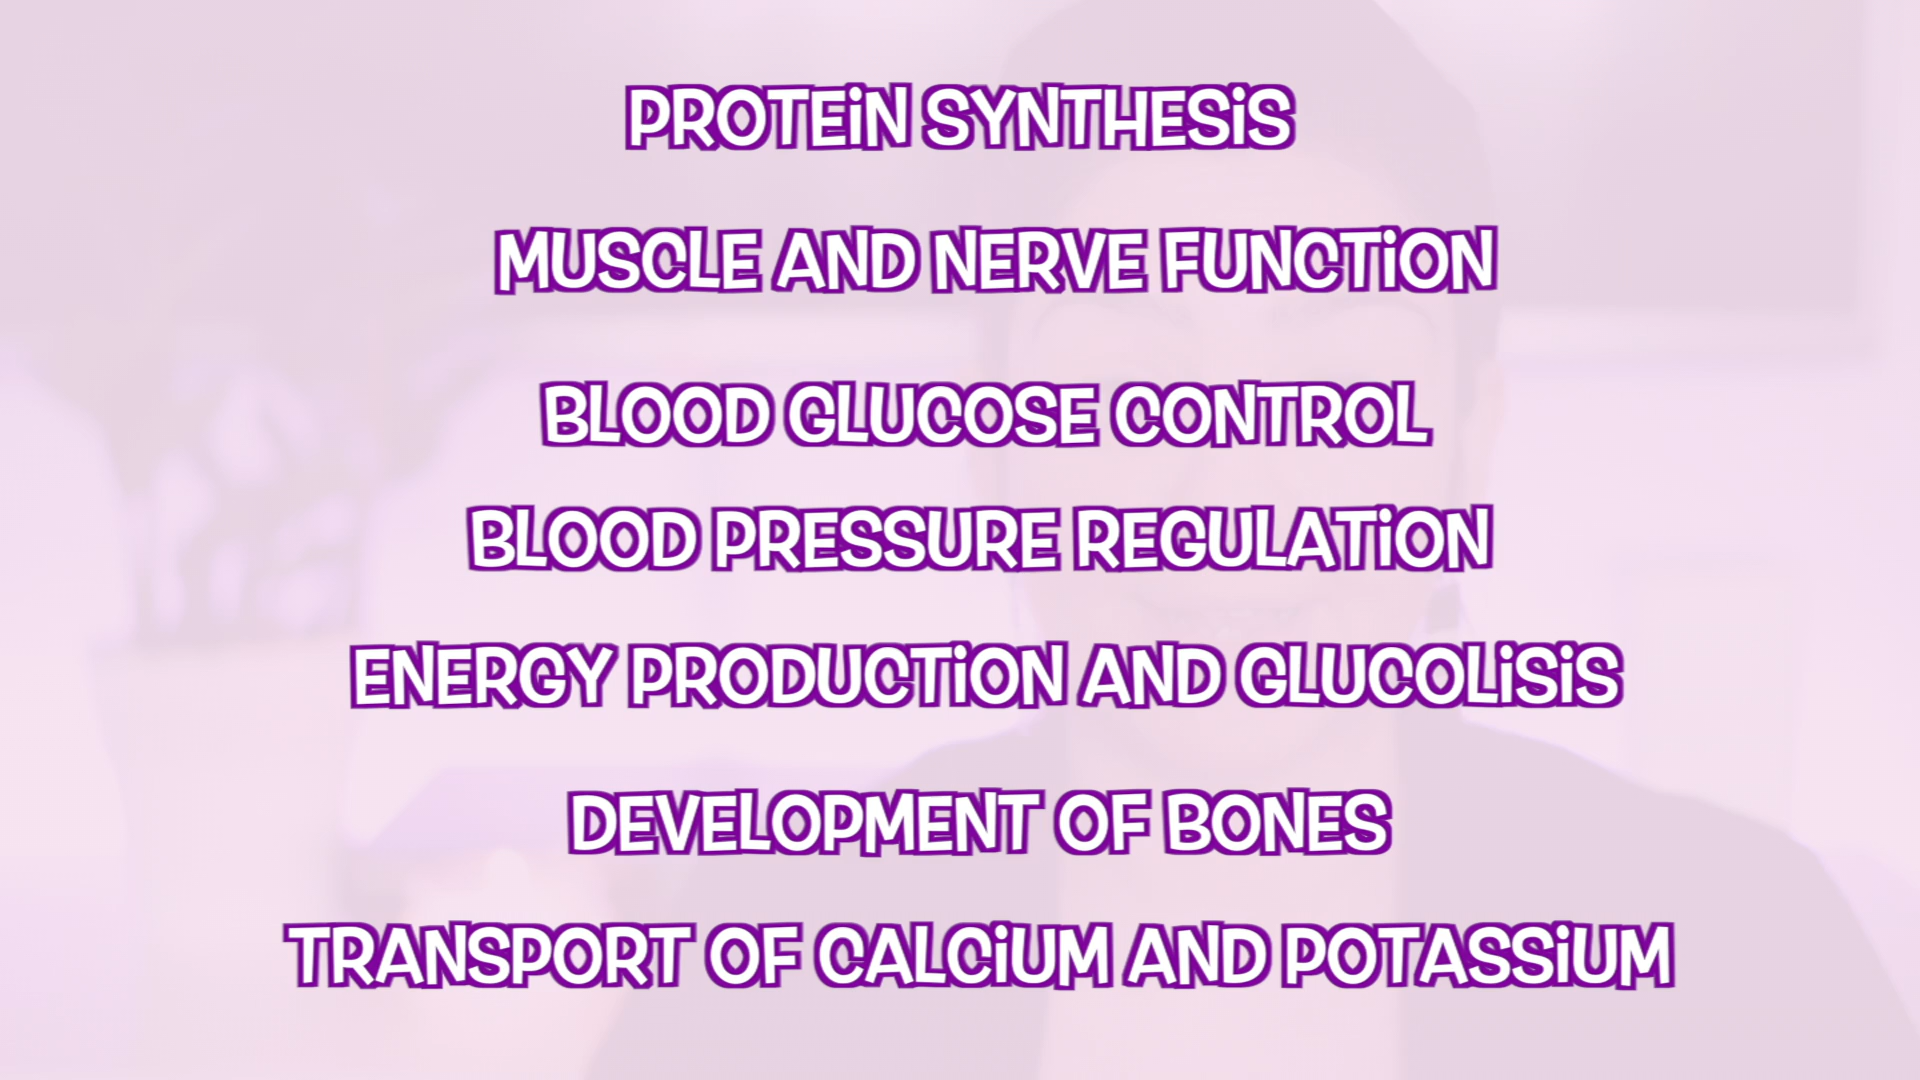 PROTEiN SYNTHESiS
MUSCLE AND NERVE FUNCTiON
BLOOD GLUCOSE CONTROL
BLOOD PRESSURE REGULATiON
ENERGY PRODUCTiON AND GLUCOLiSiS
DEVELOPMENT OF BONES
TRANSPORT OF CALCiUM AND POTASSiUM